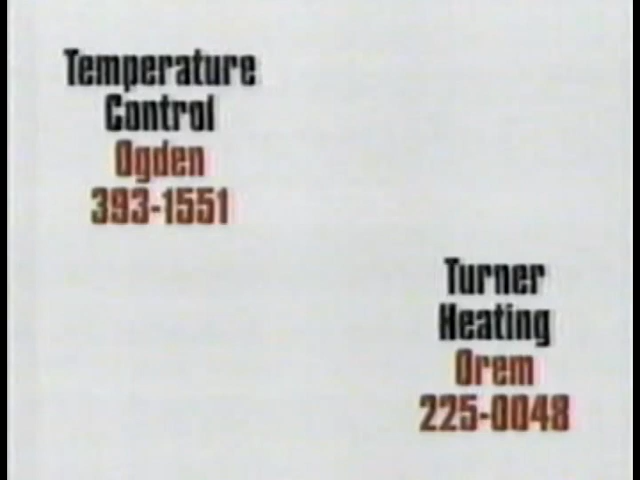 Temperature
Control
Ogden
393-1551
Turner
Heating
Orem
225-0048